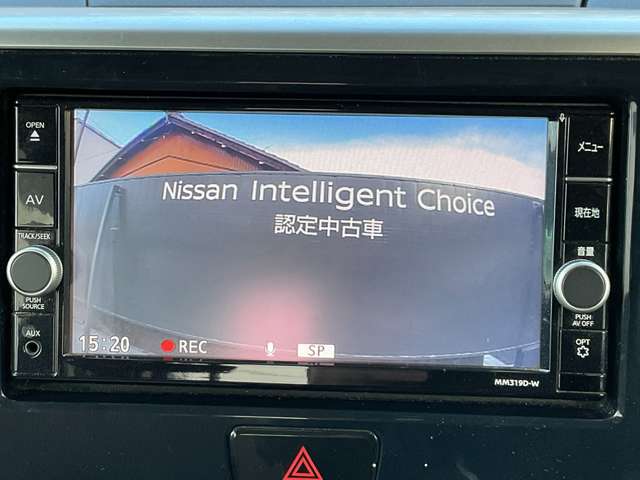 OPEN
AV
TRACK/SEEK
PUSH
SOURCE
AUX
Nissan Intelligent Choice
認定中古車
15:20
REC
SP
メニュー
現在地
音量
PUSH
AV OFF
OPT
MM319D-W